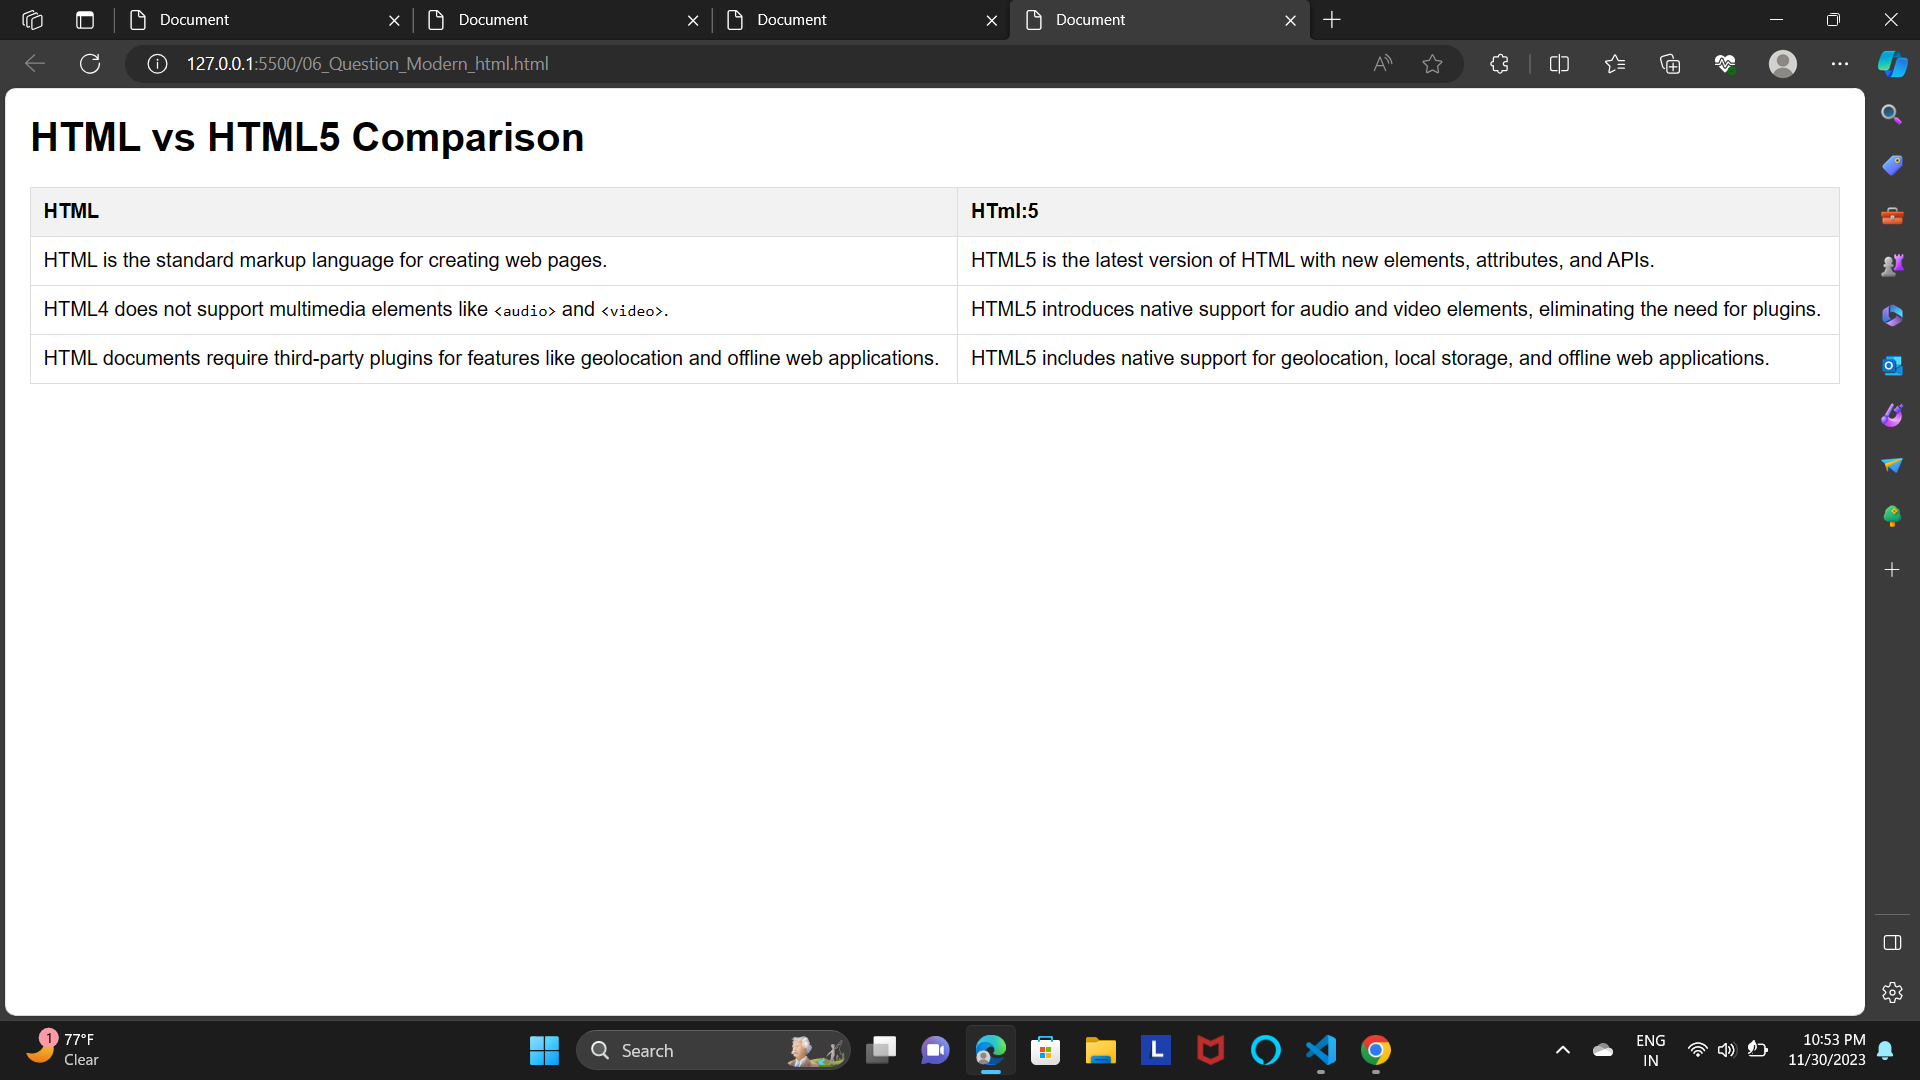 Document
Document
Document
Document
127.0.0.1:5500/06_Question_Modern_html.html
HTML vs HTML5 Comparison
HTML HTml:5
HTML is the standard markup language for creating web pages. HTML5 is the latest version of HTML with new elements, attributes, and APIs.
HTML4 does not support multimedia elements like <audio> and <video>. HTML5 introduces native support for audio and video elements, eliminating the need for plugins.
HTML documents require third-party plugins for features like geolocation and offline web applications. HTML5 includes native support for geolocation, local storage, and offline web applications.
1
77°F
Clear
Search
L
ENG
IN
10:53 PM
11/30/2023